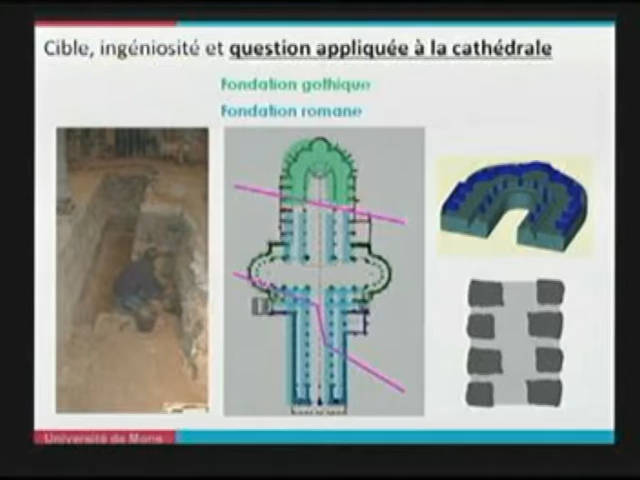 Cible, ingéniosité et question appliquée à la cathédrale
Fondation gothique
Fondation romane
Université de Mons